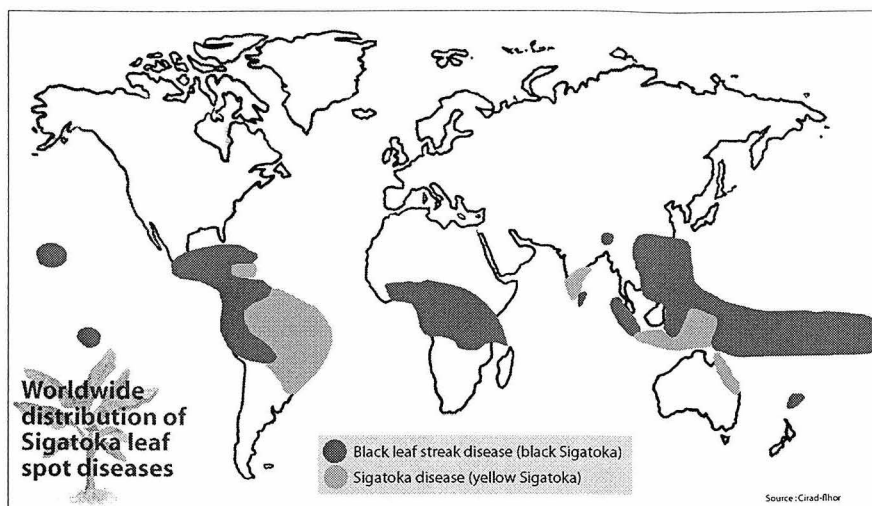 Worldwide
distribution of
Sigatoka leaf
spot diseases
Black leaf streak disease (black Sigatoka)
Sigatoka disease (yellow Sigatoka)
Source : Cirad-flhor